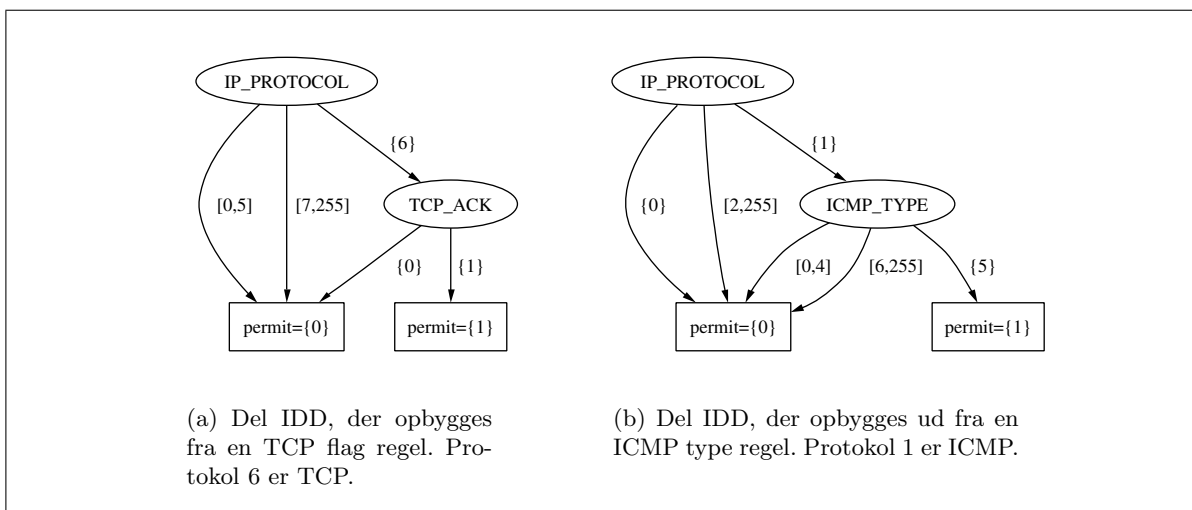 IP_PROTOCOL
{6}
[0,5]
[7,255]
TCP_ACK
{0}
{1}
permit={0}
permit={1}
(a) Del IDD, der opbygges
fra en TCP flag regel. Pro-
tokol 6 er TCP.
IP_PROTOCOL
{1}
{0}
[2,255]
ICMP_TYPE
[0,4]
[6,255]
{5}
permit={0}
permit={1}
(b) Del IDD, der opbygges ud fra en
ICMP type regel. Protokol 1 er ICMP.